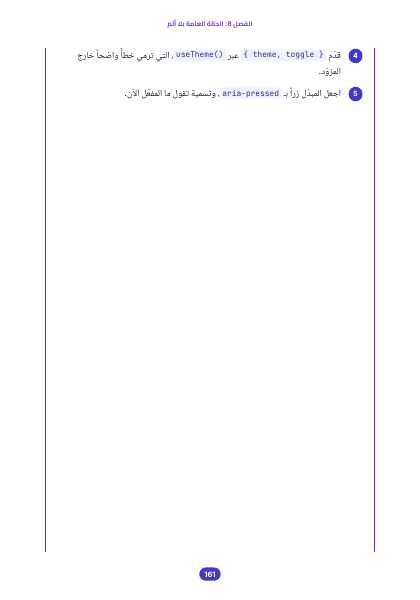 الفصل 8: الحالة العامة بلا ألم
4 قدّم { theme, toggle } عبر useTheme()، التي ترمي خطأً واضحاً خارج
المزوّد.
5 اجعل المبدّل زراً بـ aria-pressed، وتسمية تقول ما المفعّل الآن.
161